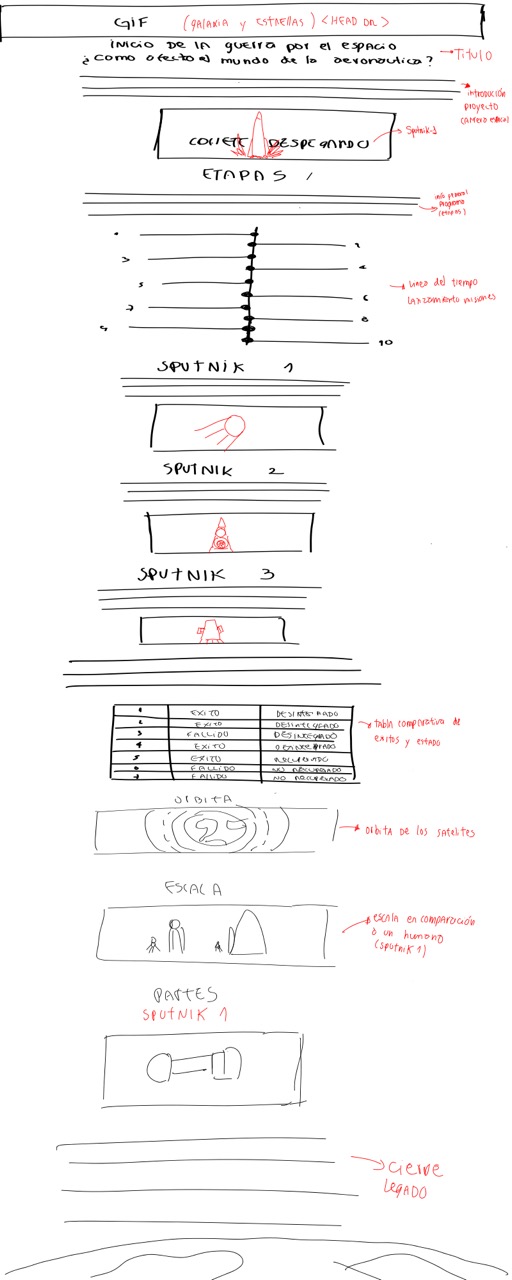 GIF (galaxia y estrellas) <HEADER>
INICIO DE LA guerra por el espacio
¿como afecto al mundo de la aeronautica?
Titulo
introducción
proyecto
carrera espacial
COHETE DESPEGANDO
Sputnik-1
ETAPAS
info general
programa
(etapas)
1
3
4
5
6
7
8
9
10
Linea del tiempo
Lanzamiento misiones
SPUTNIK 1
SPUTNIK 2
SPUTNIK 3
1 EXITO DESINTEGRADO
2 EXITO DESINTEGRADO
3 FALLIDO DESINTEGRADO
4 EXITO DESINTEGRADO
5 EXITO RECUPERADO
6 FALLIDO NO RECUPERADO
7 FALLIDO NO RECUPERADO
tabla comparativa de
exitos y estado
ORBITA
ORBITA DE LOS satelites
ESCALA
escala en comparación
a un humano
(sputnik 1)
PARTES
SPUTNIK 1
cierre
LEGADO